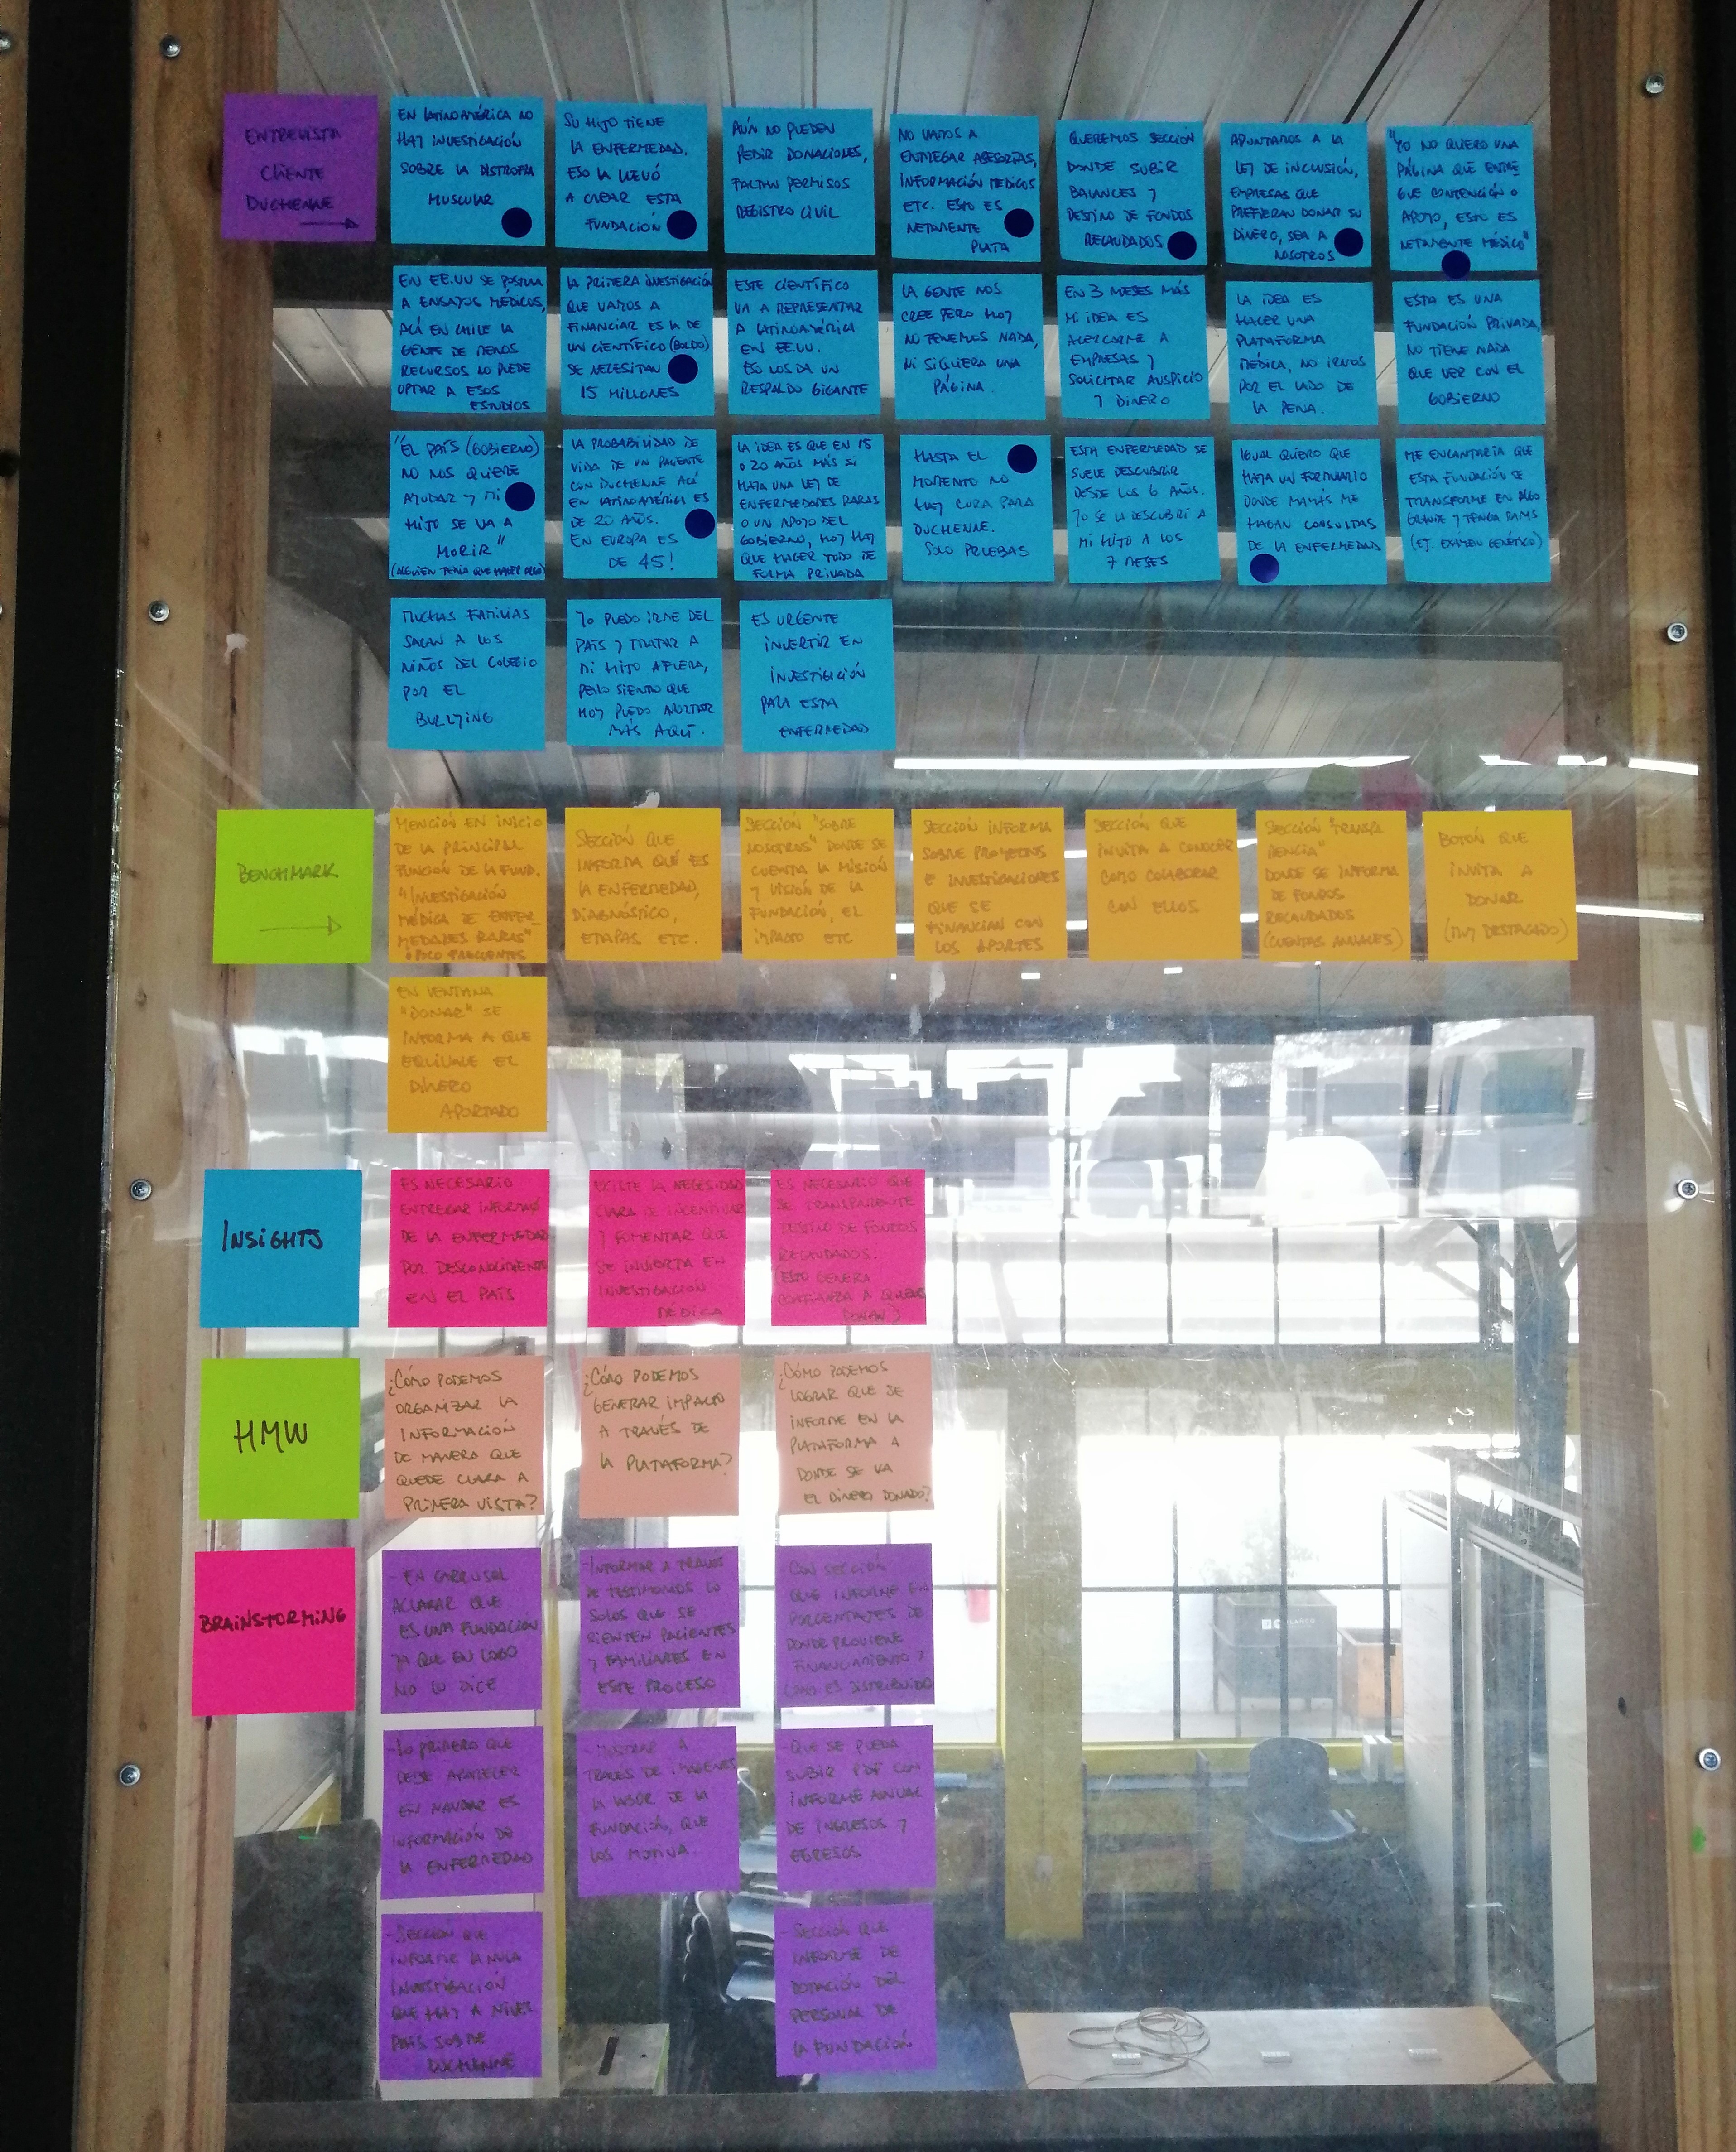 ENTREVISTA
CLIENTE
DUCHENNE
EN LATINOAMÉRICA NO
HAY INVESTIGACIÓN
SOBRE LA DISTROFIA
MUSCULAR
SU HIJO TIENE
LA ENFERMEDAD.
ESO LA LLEVÓ
A CREAR ESTA
FUNDACIÓN
AÚN NO PUEDEN
PEDIR DONACIONES,
FALTAN PERMISOS
REGISTRO CIVIL
NO VAMOS A
ENTREGAR ASESORÍAS,
INFORMACIÓN MÉDICOS
ETC. ESTO ES
NETAMENTE
PLATA
QUEREMOS SECCIÓN
DONDE SUBIR
BALANCES Y
DESTINO DE FONDOS
RECAUDADOS
APUNTAMOS A LA
LEY DE INCLUSIÓN,
EMPRESAS QUE
PREFIERAN DONAR SU
DINERO, SEA A
NOSOTROS
"YO NO QUIERO UNA
PÁGINA QUE ENTRE
GUE CONTENCIÓN O
APOYO, ESTO ES
NETAMENTE MÉDICO"
EN EE.UU SE POSTULA
A ENSAYOS MÉDICOS,
ACÁ EN CHILE LA
GENTE DE MENOS
RECURSOS NO PUEDE
OPTAR A ESOS
ESTUDIOS
LA PRIMERA INVESTIGACIÓN
QUE VAMOS A
FINANCIAR ES LA DE
UN CIENTÍFICO (BOLDO)
SE NECESITAN
15 MILLONES
ESTE CIENTÍFICO
VA A REPRESENTAR
A LATINOAMÉRICA
EN EE.UU.
ESO LOS DA UN
RESPALDO GIGANTE
LA GENTE NOS
CREE PERO HOY
NO TENEMOS NADA,
NI SIQUIERA UNA
PÁGINA.
EN 3 MESES MÁS
MI IDEA ES
ACERCARME A
EMPRESAS Y
SOLICITAR AUSPICIO
Y DINERO
LA IDEA ES
HACER UNA
PLATAFORMA
MÉDICA, NO IRNOS
POR EL LADO DE
LA PENA.
ESTA ES UNA
FUNDACIÓN PRIVADA,
NO TIENE NADA
QUE VER CON EL
GOBIERNO
"EL PAÍS (GOBIERNO)
NO NOS QUIERE
AYUDAR Y MI
HIJO SE VA A
MORIR"
(ALGUIEN TENÍA QUE HACER ALGO)
LA PROBABILIDAD DE
VIDA DE UN PACIENTE
CON DUCHENNE ACÁ
EN LATINOAMÉRICA ES
DE 20 AÑOS.
EN EUROPA ES
DE 45!
LA IDEA ES QUE EN 15
O 20 AÑOS MÁS SI
HAYA UNA LEY DE
ENFERMEDADES RARAS
O UN APOYO DEL
GOBIERNO, HOY HAY
QUE HACER TODO DE
FORMA PRIVADA
HASTA EL
MOMENTO NO
HAY CURA PARA
DUCHENNE.
SOLO PRUEBAS
ESTA ENFERMEDAD SE
SUELE DESCUBRIR
DESDE LOS 6 AÑOS.
YO SE LA DESCUBRÍ A
MI HIJO A LOS
7 MESES
IGUAL QUIERO QUE
HAYA UN FORMULARIO
DONDE MAMÁS ME
HAGAN CONSULTAS
DE LA ENFERMEDAD
ME ENCANTARÍA QUE
ESTA FUNDACIÓN SE
TRANSFORME EN ALGO
GRANDE Y TENGA RAMAS
(EJ. EXAMEN GENÉTICO)
MUCHAS FAMILIAS
SACAN A LOS
NIÑOS DEL COLEGIO
POR EL
BULLYING
YO PUEDO IRME DEL
PAÍS Y TRATAR A
MI HIJO AFUERA,
PERO SIENTO QUE
HOY PUEDO APORTAR
MÁS AQUÍ.
ES URGENTE
INVERTIR EN
INVESTIGACIÓN
PARA ESTA
ENFERMEDAD
BENCHMARK
MENCIÓN EN INICIO
DE LA PRINCIPAL
FUNCIÓN DE LA FUND.
"INVESTIGACIÓN
MÉDICA DE ENFER-
MEDADES RARAS"
O POCO FRECUENTES
SECCIÓN QUE
INFORMA QUÉ ES
LA ENFERMEDAD,
DIAGNÓSTICO,
ETAPAS ETC.
SECCIÓN "SOBRE
NOSOTROS" DONDE SE
CUENTA LA MISIÓN
Y VISIÓN DE LA
FUNDACIÓN, EL
IMPACTO ETC
SECCIÓN INFORMA
SOBRE PROYECTOS
E INVESTIGACIONES
QUE SE
FINANCIAN CON
LOS APORTES
SECCIÓN QUE
INVITA A CONOCER
COMO COLABORAR
CON ELLOS
SECCIÓN "TRANSPA
RENCIA"
DONDE SE INFORMA
DE FONDOS
RECAUDADOS
(CUENTAS ANUALES)
BOTÓN QUE
INVITA A
DONAR
(MUY DESTACADO)
EN VENTANA
"DONAR" SE
INFORMA A QUE
EQUIVALE EL
DINERO
APORTADO
INSIGHTS
ES NECESARIO
ENTREGAR INFORMACIÓ
DE LA ENFERMEDAD
POR DESCONOCIMIENTO
EN EL PAÍS
EXISTE LA NECESIDAD
CLARA DE INCENTIVAR
Y FOMENTAR QUE
SE INVIERTA EN
INVESTIGACIÓN
MÉDICA
ES NECESARIO QUE
SE TRANSPARENTE
DESTINO DE FONDOS
RECAUDADOS.
(ESTO GENERA
CONFIANZA A QUIENES
DONAN)
HMW
¿CÓMO PODEMOS
ORGANIZAR LA
INFORMACIÓN
DE MANERA QUE
QUEDE CLARA A
PRIMERA VISTA?
¿CÓMO PODEMOS
GENERAR IMPACTO
A TRAVÉS DE
LA PLATAFORMA?
¿CÓMO PODEMOS
LOGRAR QUE SE
INFORME EN LA
PLATAFORMA A
DONDE SE VA
EL DINERO DONADO?
BRAINSTORMING
- EN CARRUSEL
ACLARAR QUE
ES UNA FUNDACIÓN
YA QUE EN LOGO
NO LO DICE
- INFORMAR A TRAVÉS
DE TESTIMONIOS LO
SOLOS QUE SE
SIENTEN PACIENTES
Y FAMILIARES EN
ESTE PROCESO
CON SECCIÓN
QUE INFORME EN
PORCENTAJES DE
DONDE PROVIENE
FINANCIAMIENTO Y
COMO ES DISTRIBUIDO
- LO PRIMERO QUE
DEBE APARECER
EN NAVBAR ES
INFORMACIÓN DE
LA ENFERMEDAD
- MOSTRAR A
TRAVES DE IMAGENES
LA LABOR DE LA
FUNDACIÓN, QUE
LOS MOTIVA.
- QUE SE PUEDA
SUBIR PDF CON
INFORME ANUAL
DE INGRESOS Y
EGRESOS
- SECCIÓN QUE
INFORME LA NULA
INVESTIGACIÓN
QUE HAY A NIVEL
PAÍS SOBRE
DUCHENNE
- SECCIÓN QUE
INFORME DE
DOTACIÓN DEL
PERSONAL DE
LA FUNDACIÓN